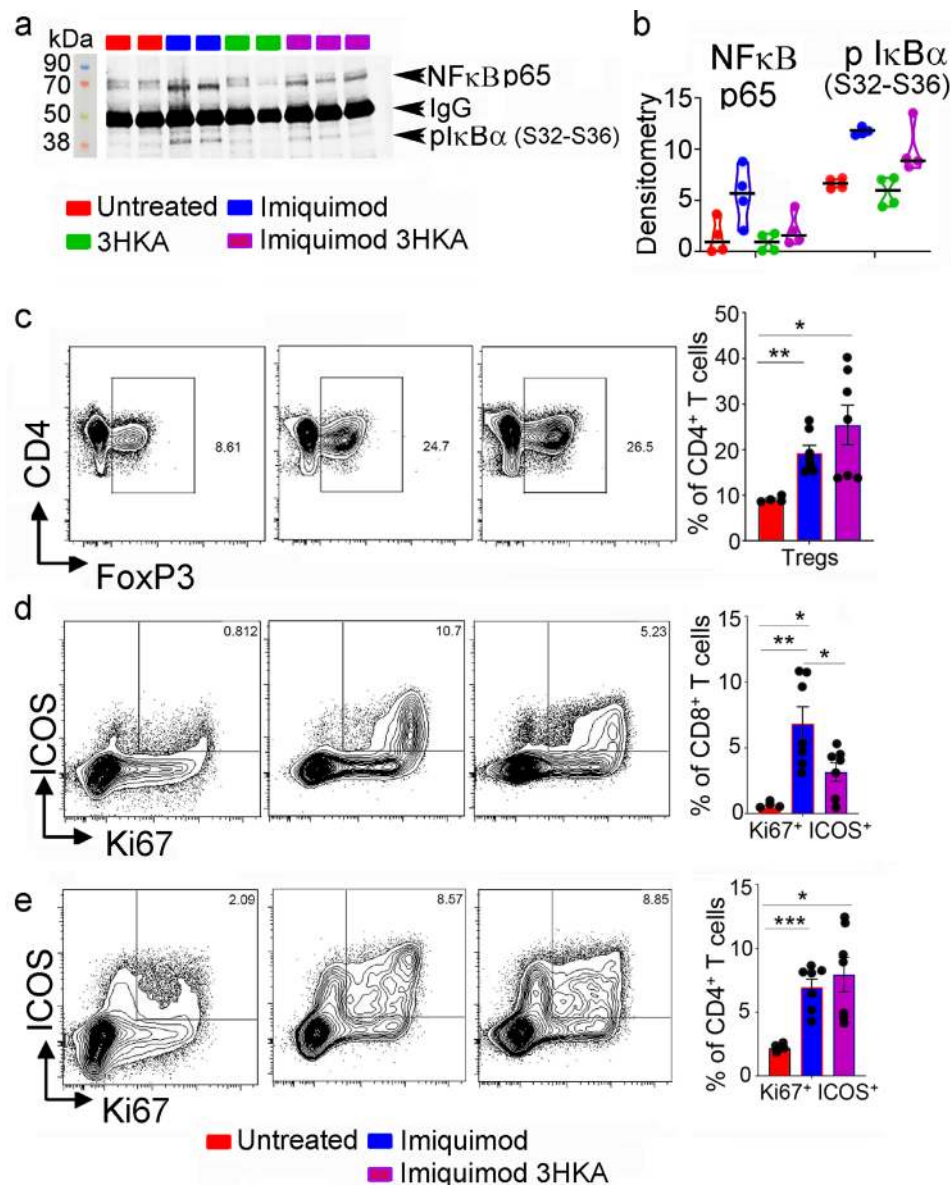 a
kDa
90
70
50
38
NFκB p65
IgG
pIκBα (S32-S36)
Untreated
Imiquimod
3HKA
Imiquimod 3HKA
b
NFκB
p65
p IκBα
(S32-S36)
Densitometry
15
10
5
0
c
CD4
FoxP3
8.61
24.7
26.5
% of CD4+ T cells
50
40
30
20
10
0
*
**
Tregs
d
ICOS
Ki67
0.812
10.7
5.23
% of CD8+ T cells
15
10
5
0
*
**
*
Ki67+ ICOS+
e
ICOS
Ki67
2.09
8.57
8.85
% of CD4+ T cells
15
10
5
0
*
***
Ki67+ ICOS+
Untreated
Imiquimod
Imiquimod 3HKA